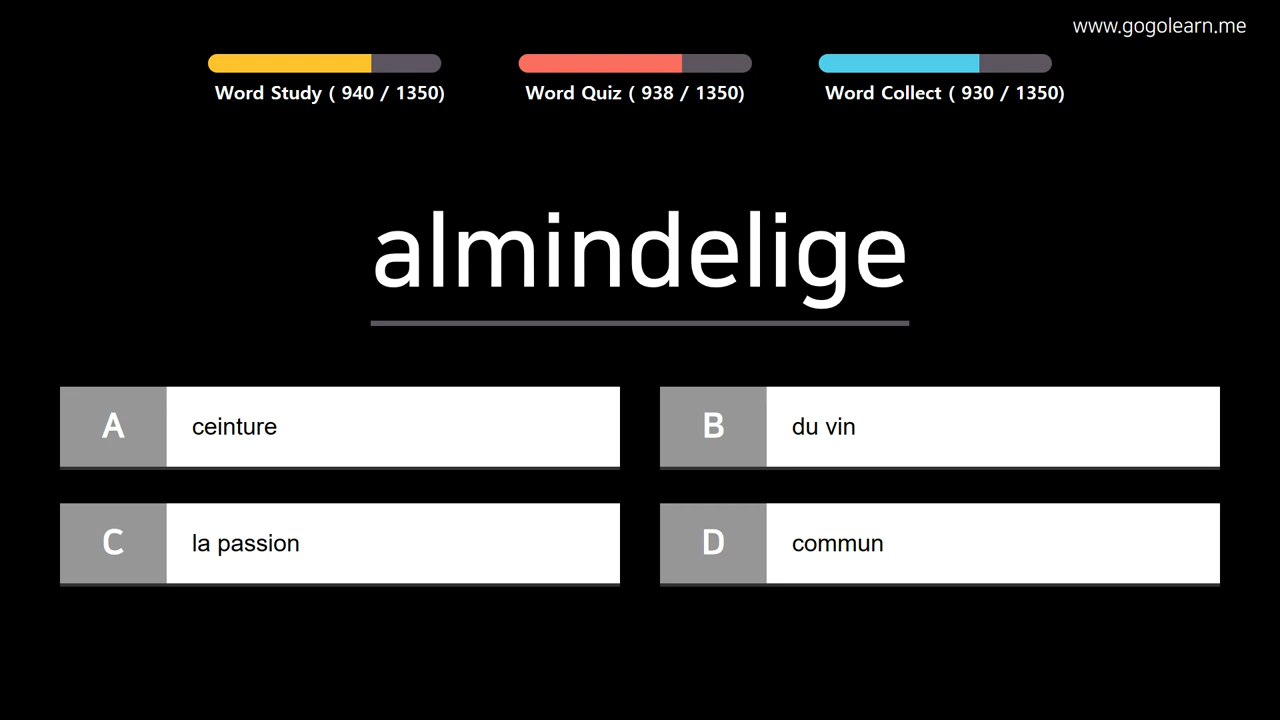 www.gogolearn.me
Word Study ( 940 / 1350)
Word Quiz ( 938 / 1350)
Word Collect ( 930 / 1350)
almindelige
A ceinture
B du vin
C la passion
D commun